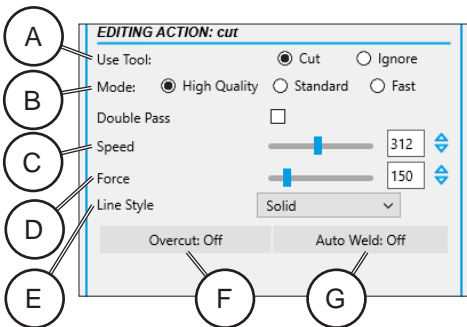 EDITING ACTION: cut
A
Use Tool: Cut Ignore
B
Mode: High Quality Standard Fast
Double Pass
C
Speed 312
Force 150
D
Line Style Solid
Overcut: Off Auto Weld: Off
E F G